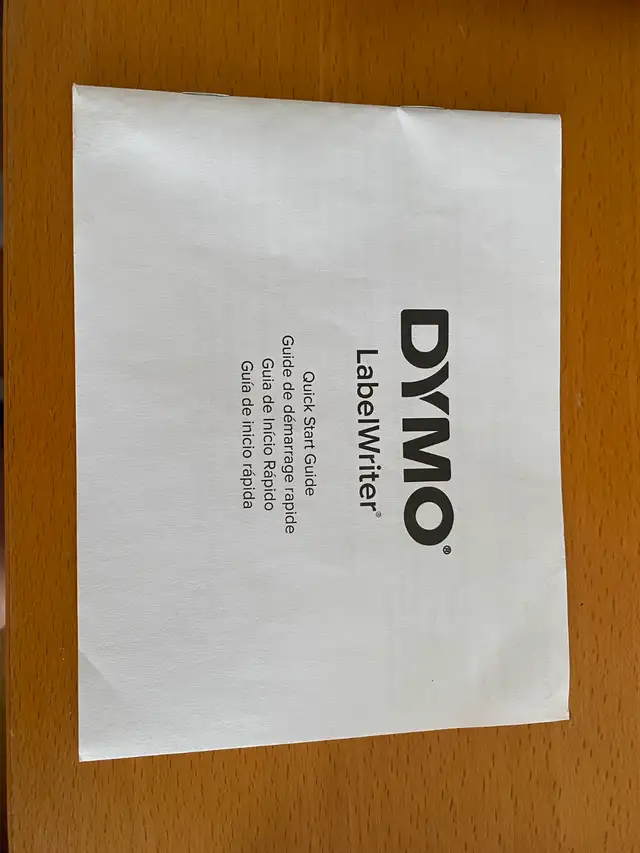 DYMO®
LabelWriter®
Quick Start Guide
Guide de démarrage rapide
Guia de Início Rápido
Guía de inicio rápida